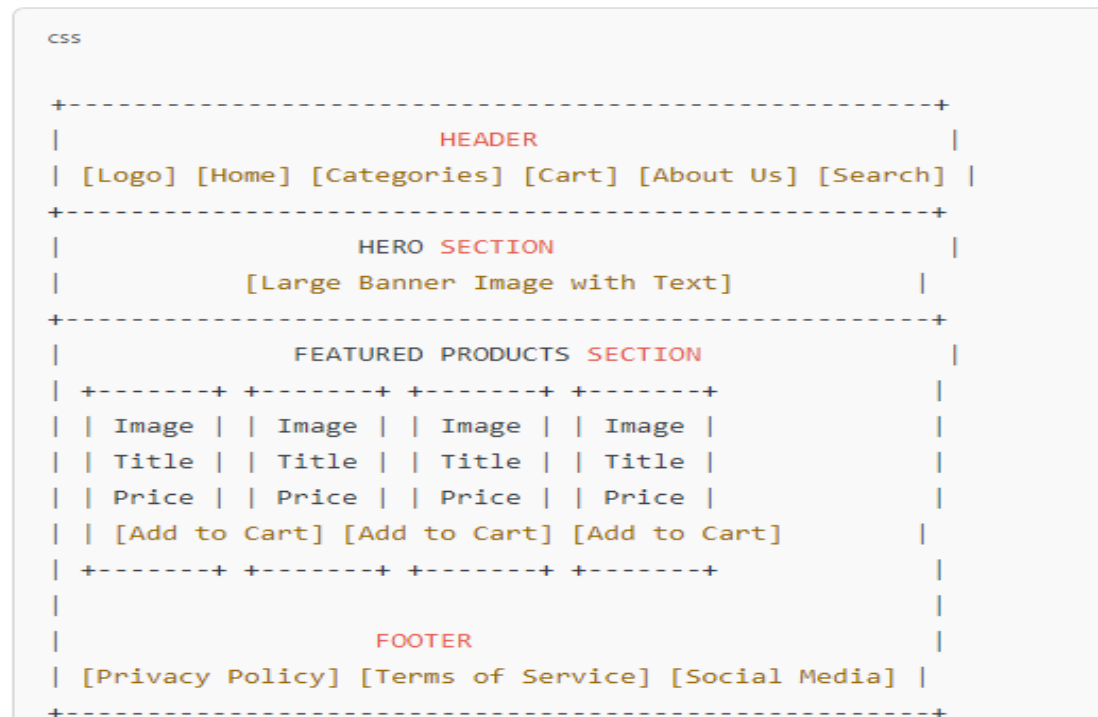 css
+-----------------------------------------------------+
|                       HEADER                         |
| [Logo] [Home] [Categories] [Cart] [About Us] [Search] |
+-----------------------------------------------------+
|                  HERO SECTION                        |
|           [Large Banner Image with Text]           |
+-----------------------------------------------------+
|              FEATURED PRODUCTS SECTION               |
| +-------+ +-------+ +-------+ +-------+             |
| | Image | | Image | | Image | | Image |             |
| | Title | | Title | | Title | | Title |             |
| | Price | | Price | | Price | | Price |             |
| | [Add to Cart] [Add to Cart] [Add to Cart]        |
| +-------+ +-------+ +-------+ +-------+             |
|                                                     |
|                   FOOTER                            |
| [Privacy Policy] [Terms of Service] [Social Media] |
+-----------------------------------------------------+